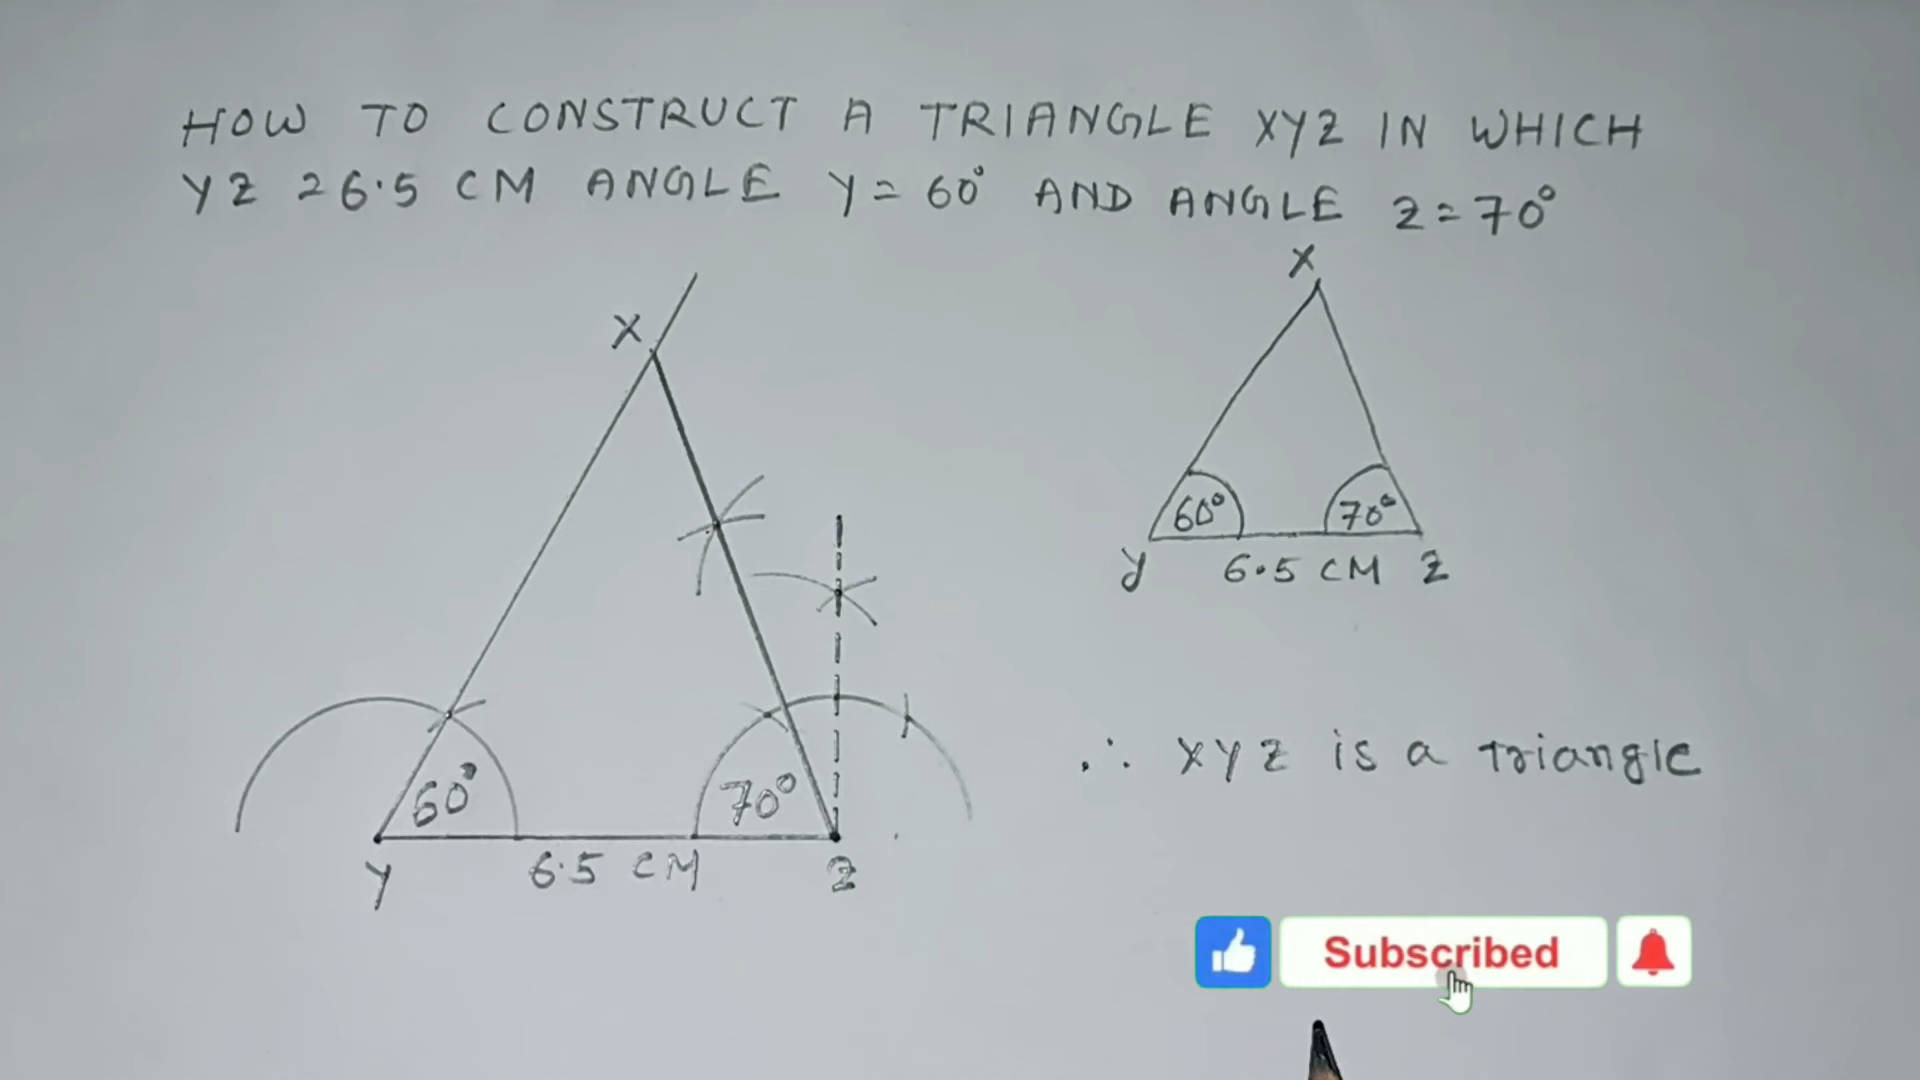 HOW TO CONSTRUCT A TRIANGLE XYZ IN WHICH
YZ = 6.5 CM ANGLE Y = 60° AND ANGLE Z = 70°
X
X
60°
70°
Y
6.5 CM
Z
60°
70°
Y
6.5 CM
Z
∴ XYZ is a triangle
Subscribed